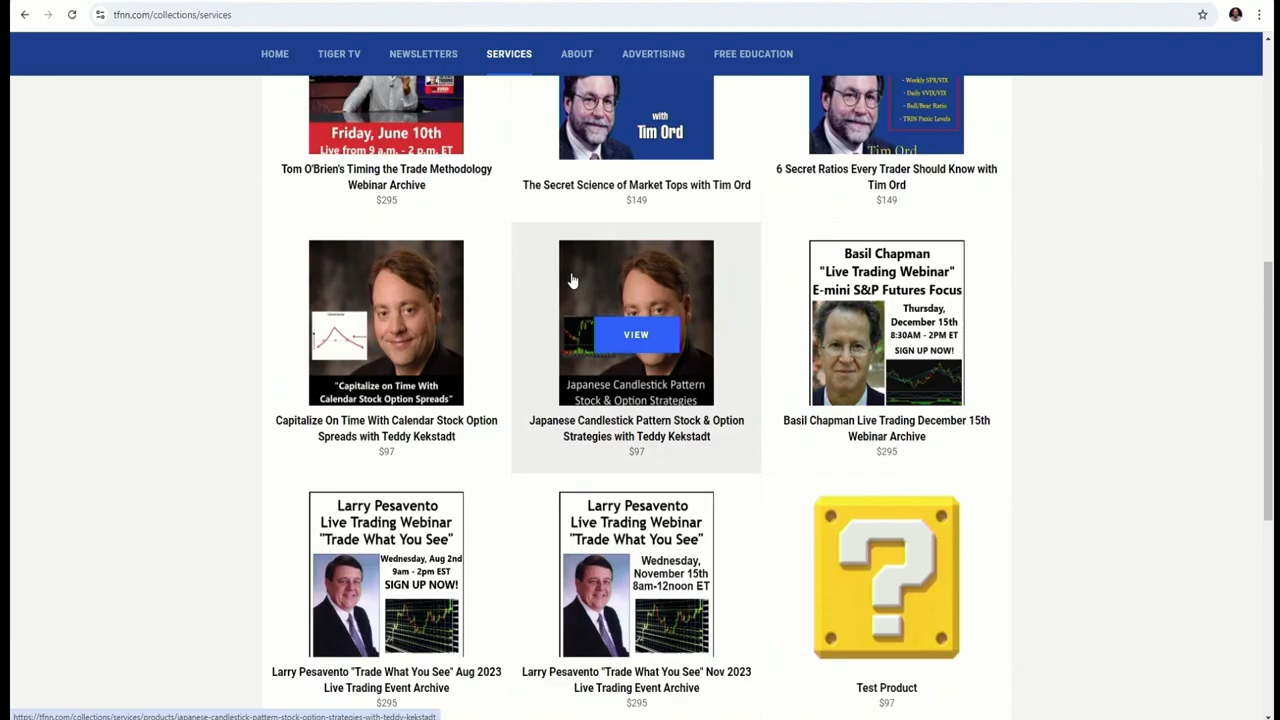 tfnn.com/collections/services
HOME
TIGER TV
NEWSLETTERS
SERVICES
ABOUT
ADVERTISING
FREE EDUCATION
Friday, June 10th
Live from 9 a.m. - 2 p.m. ET
Tom O'Brien's Timing the Trade Methodology
Webinar Archive
$295
with
Tim Ord
The Secret Science of Market Tops with Tim Ord
$149
- Weekly SPX/VIX
- Daily VVIX/VIX
- Bull/Bear Ratio
- TRIN Panic Levels
Tim Ord
6 Secret Ratios Every Trader Should Know with
Tim Ord
$149
"Capitalize on Time With
Calendar Stock Option Spreads"
Capitalize On Time With Calendar Stock Option
Spreads with Teddy Kekstadt
$97
VIEW
Japanese Candlestick Pattern
Stock & Option Strategies
Japanese Candlestick Pattern Stock & Option
Strategies with Teddy Kekstadt
$97
Basil Chapman
"Live Trading Webinar"
E-mini S&P Futures Focus
Thursday,
December 15th
8:30AM - 2PM ET
SIGN UP NOW!
Basil Chapman Live Trading December 15th
Webinar Archive
$295
Larry Pesavento
Live Trading Webinar
"Trade What You See"
Wednesday, Aug 2nd
9am - 2pm EST
SIGN UP NOW!
Larry Pesavento "Trade What You See" Aug 2023
Live Trading Event Archive
$295
Larry Pesavento
Live Trading Webinar
"Trade What You See"
Wednesday,
November 15th
8am-12noon ET
Larry Pesavento "Trade What You See" Nov 2023
Live Trading Event Archive
$295
?
Test Product
$97
https://tfnn.com/collections/services/products/japanese-candlestick-pattern-stock-option-strategies-with-teddy-kekstadt